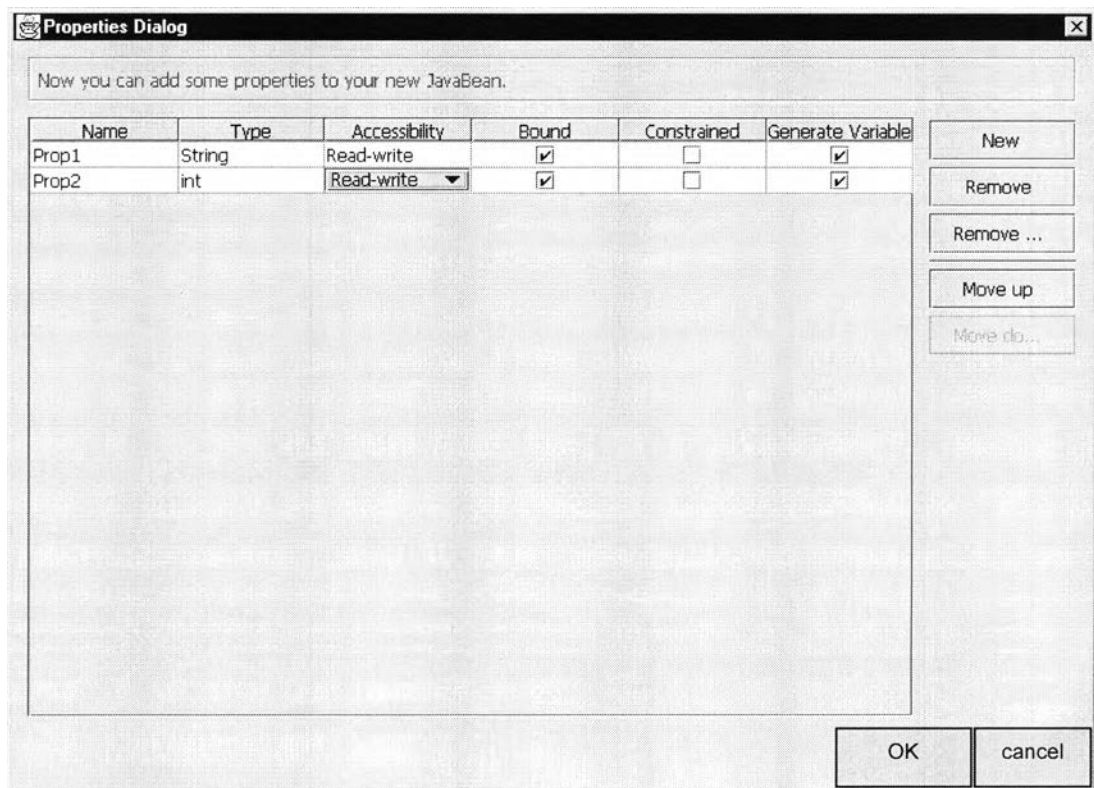 Properties Dialog
Now you can add some properties to your new JavaBean.
Name Type Accessibility Bound Constrained Generate Variable
Prop1 String Read-write
Prop2 int Read-write
New
Remove
Remove ...
Move up
Move do...
OK cancel